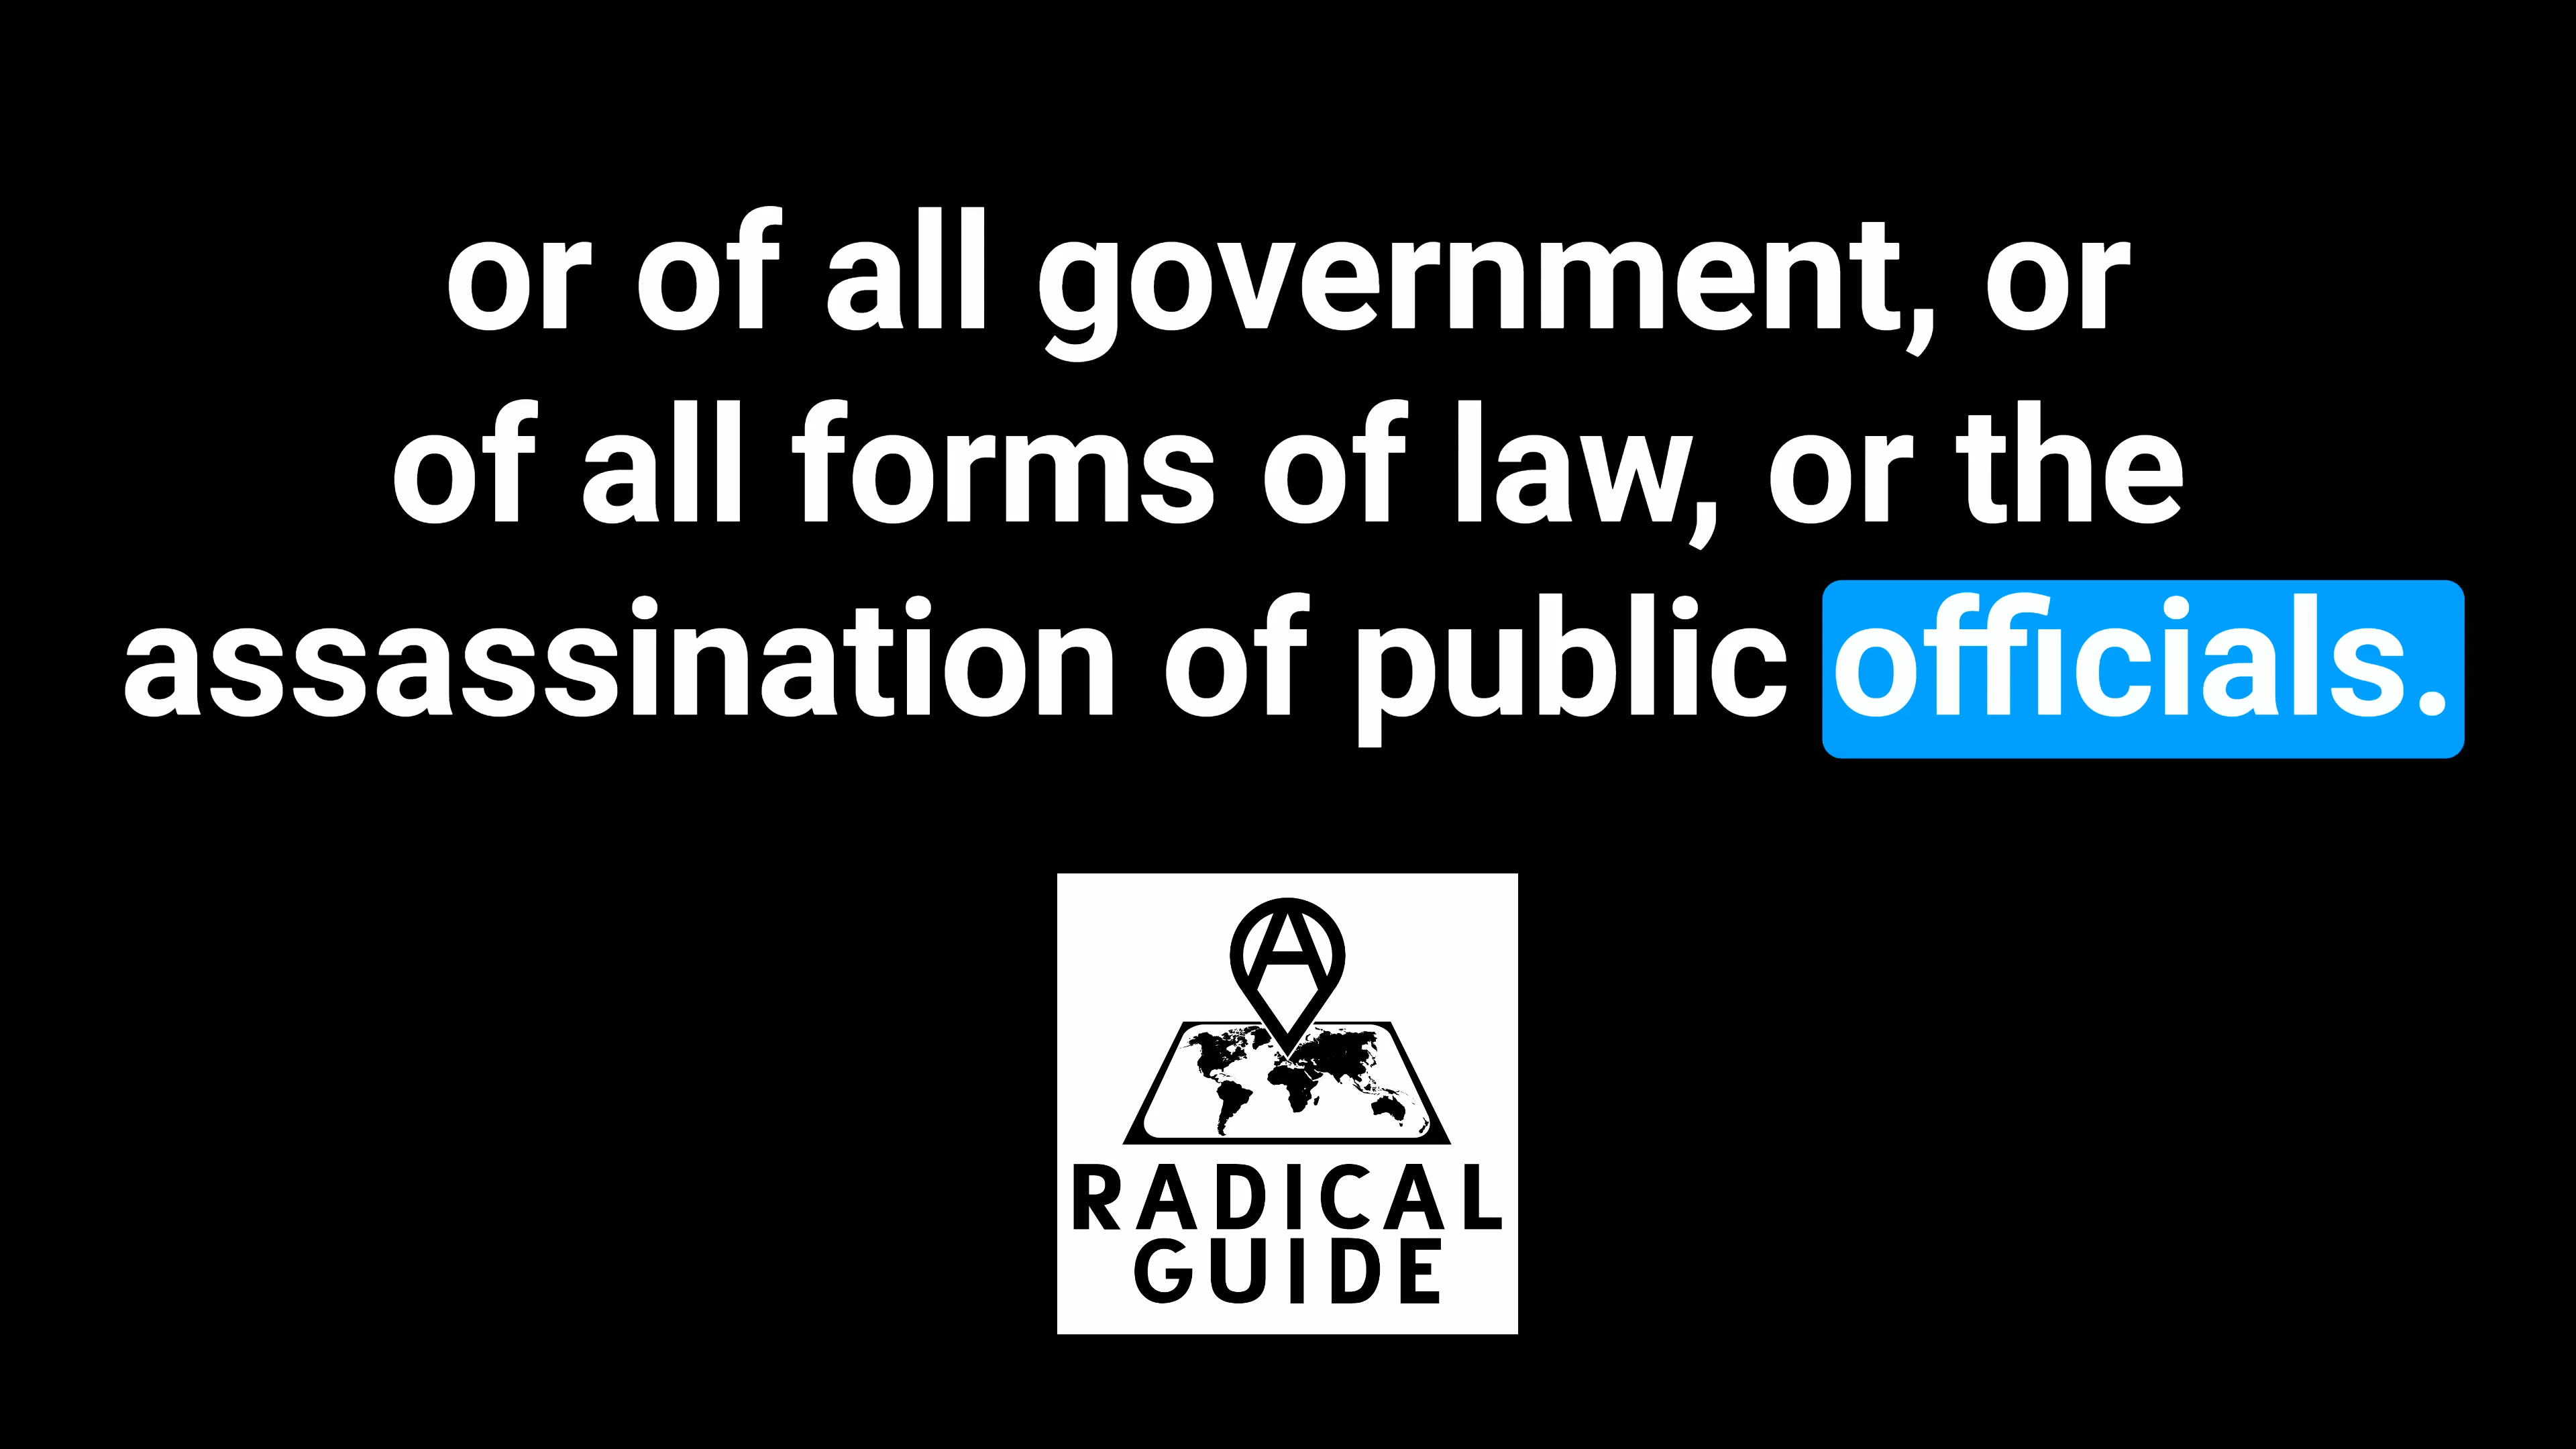 or of all government, or
of all forms of law, or the
assassination of public officials.
A
RADICAL
GUIDE